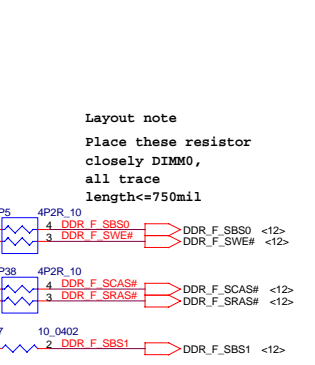 Layout note
Place these resistor
closely DIMM0,
all trace
length<=750mil
P5 4P2R_10
4 DDR_F_SBS0 DDR_F_SBS0 <12>
3 DDR_F_SWE# DDR_F_SWE# <12>
P38 4P2R_10
4 DDR_F_SCAS# DDR_F_SCAS# <12>
3 DDR_F_SRAS# DDR_F_SRAS# <12>
7 10_0402
2 DDR_F_SBS1 DDR_F_SBS1 <12>